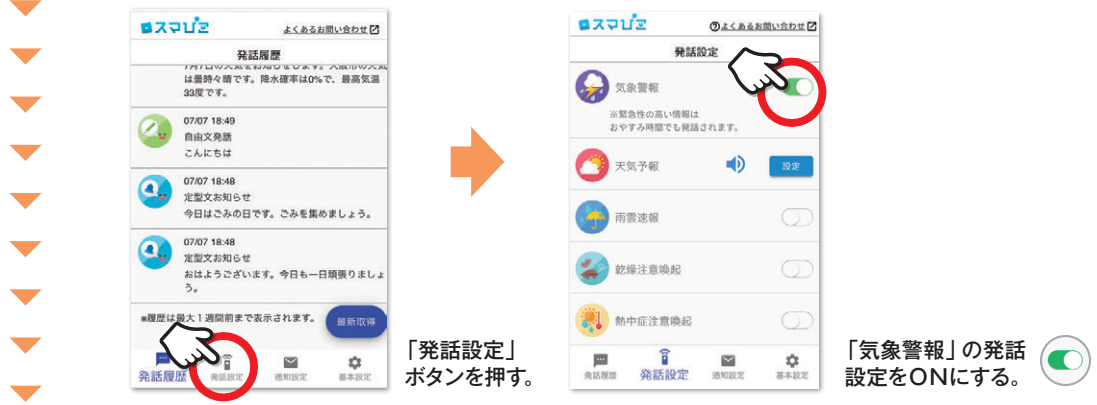 スマぴこ
よくあるお問い合わせ
発話履歴
は曇時々晴です。降水確率は0%で、最高気温
33度です。
07/07 18:49
自由文発話
こんにちは
07/07 18:48
定型文お知らせ
今日はごみの日です。ごみを集めましょう。
07/07 18:48
定型文お知らせ
おはようございます。今日も一日頑張りましょ
う。
※履歴は最大1週間前まで表示されます。
最新取得
発話履歴
発話設定
通知設定
基本設定
「発話設定」
ボタンを押す。
スマぴこ
よくあるお問い合わせ
発話設定
気象警報
※緊急性の高い情報は
おやすみ時間でも発話されます。
天気予報
設定
雨雲速報
乾燥注意喚起
熱中症注意喚起
発話履歴
発話設定
通知設定
基本設定
「気象警報」の発話
設定をONにする。